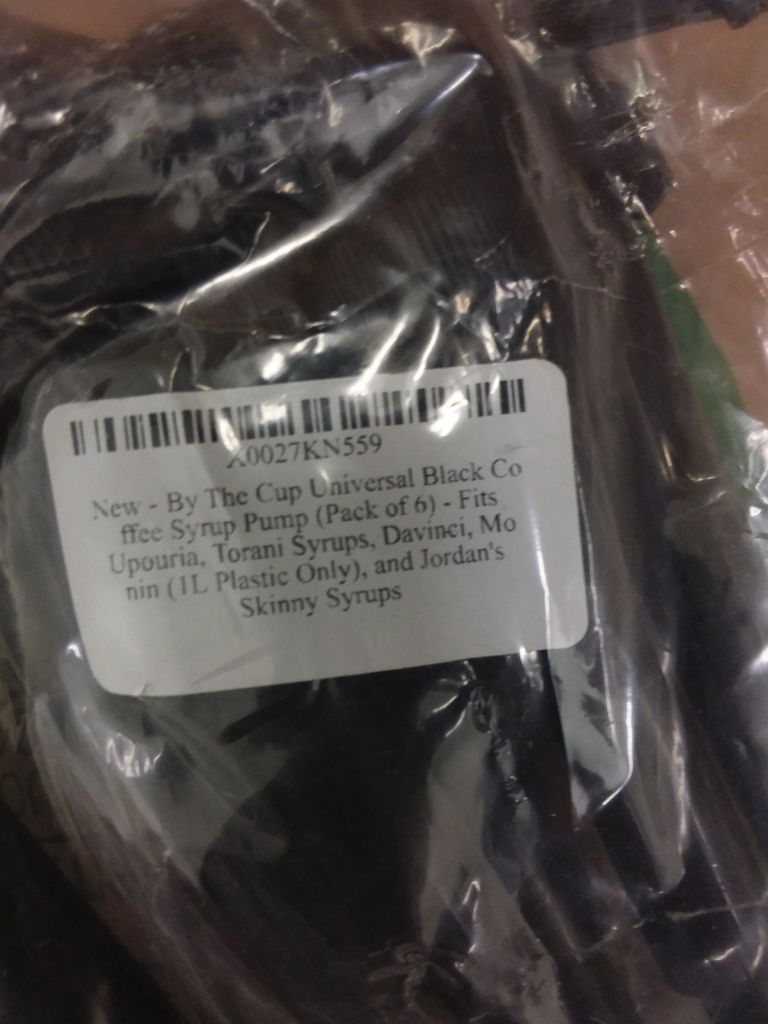 X0027KN559
New - By The Cup Universal Black Co
ffee Syrup Pump (Pack of 6) - Fits
Upouria, Torani Syrups, Davinci, Mo
nin (1L Plastic Only), and Jordan's
Skinny Syrups